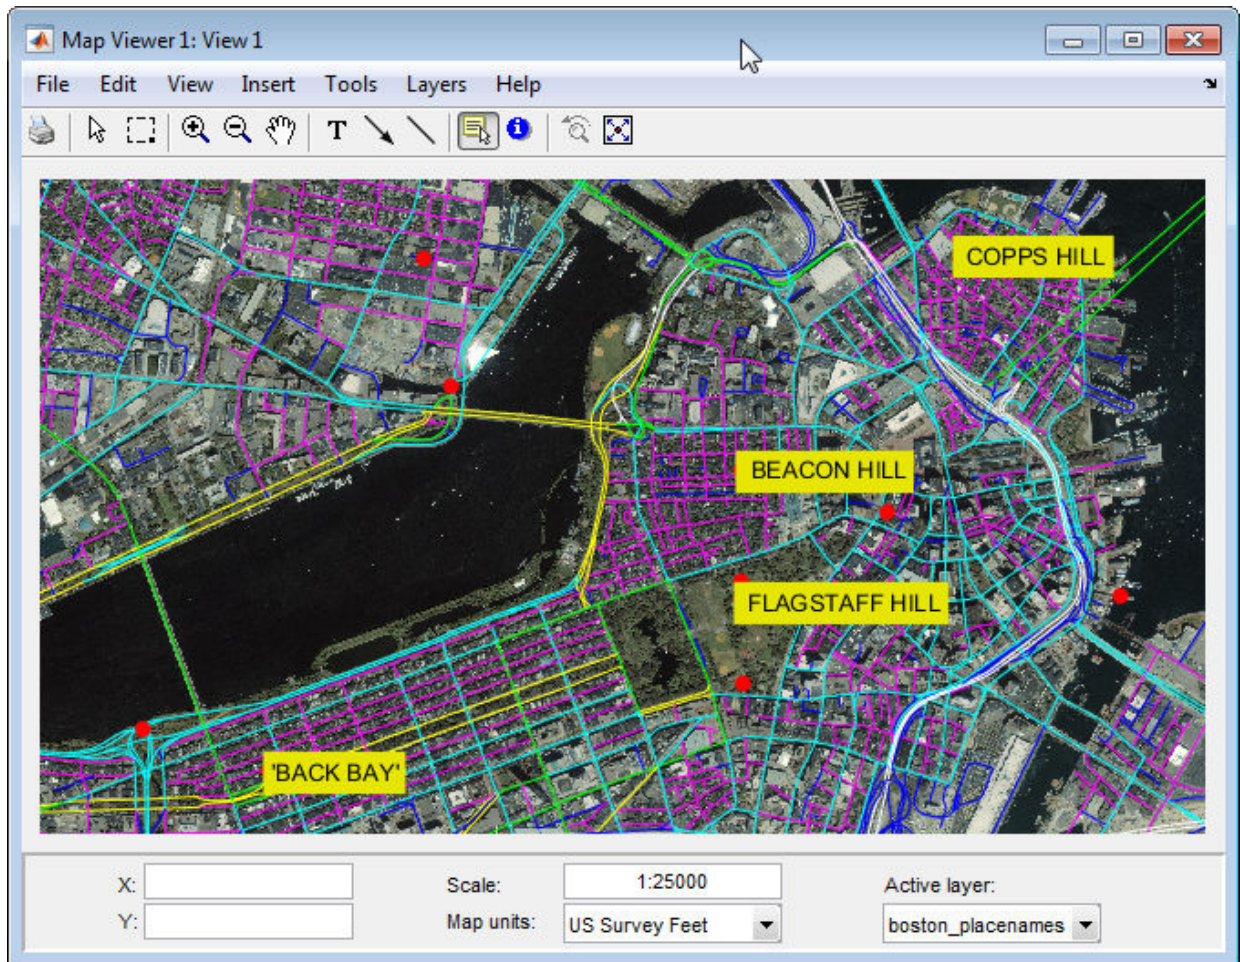 Map Viewer 1: View 1
File Edit View Insert Tools Layers Help
T
COPPS HILL
BEACON HILL
FLAGSTAFF HILL
'BACK BAY'
X:
Scale:
1:25000
Active layer:
Y:
Map units:
US Survey Feet
boston_placenames